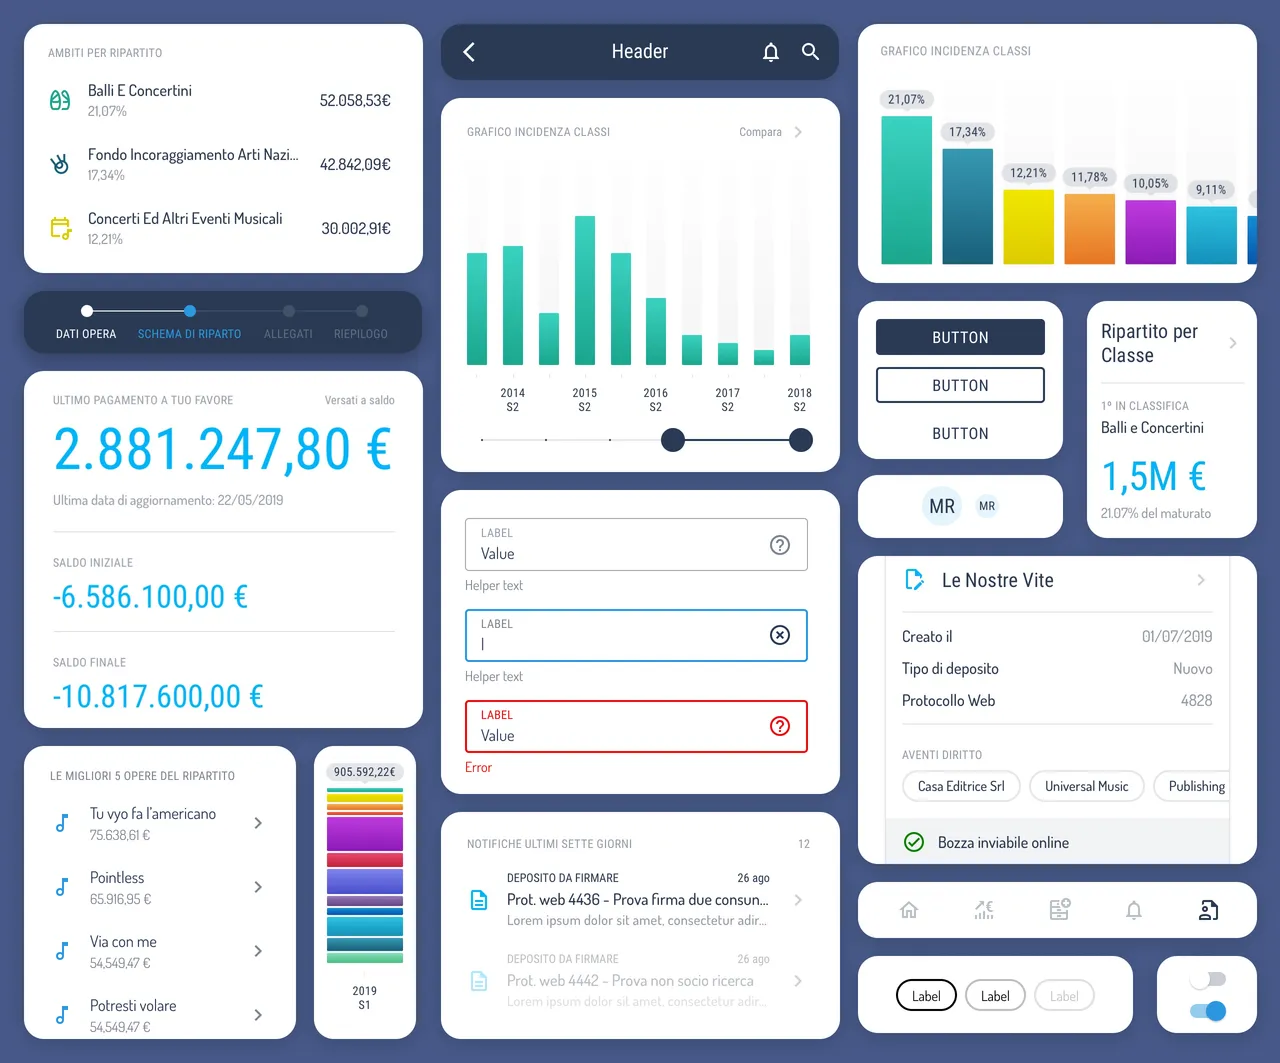 AMBITI PER RIPARTITO
Balli E Concertini
21,07%
52.058,53€
Fondo Incoraggiamento Arti Nazi...
17,34%
42.842,09€
Concerti Ed Altri Eventi Musicali
12,21%
30.002,91€
DATI OPERA
SCHEMA DI RIPARTO
ALLEGATI
RIEPILOGO
ULTIMO PAGAMENTO A TUO FAVORE
Versati a saldo
2.881.247,80 €
Ultima data di aggiornamento: 22/05/2019
SALDO INIZIALE
-6.586.100,00 €
SALDO FINALE
-10.817.600,00 €
LE MIGLIORI 5 OPERE DEL RIPARTITO
Tu vyo fa l'americano
75.638,61 €
Pointless
65.916,95 €
Via con me
54,549,47 €
Potresti volare
54,549,47 €
905.592,22€
2019
S1
Header
GRAFICO INCIDENZA CLASSI
Compara
2014
S2
2015
S2
2016
S2
2017
S2
2018
S2
LABEL
Value
Helper text
LABEL
Helper text
LABEL
Value
Error
NOTIFICHE ULTIMI SETTE GIORNI
12
DEPOSITO DA FIRMARE
26 ago
Prot. web 4436 - Prova firma due consun...
Lorem ipsum dolor sit amet, consectetur adir...
DEPOSITO DA FIRMARE
26 ago
Prot. web 4442 - Prova non socio ricerca
Lorem ipsum dolor sit amet, consectetur adir...
GRAFICO INCIDENZA CLASSI
21,07%
17,34%
12,21%
11,78%
10,05%
9,11%
BUTTON
BUTTON
BUTTON
MR
MR
Ripartito per
Classe
1º IN CLASSIFICA
Balli e Concertini
1,5M €
21.07% del maturato
Le Nostre Vite
Creato il
01/07/2019
Tipo di deposito
Nuovo
Protocollo Web
4828
AVENTI DIRITTO
Casa Editrice Srl
Universal Music
Publishing
Bozza inviabile online
Label
Label
Label